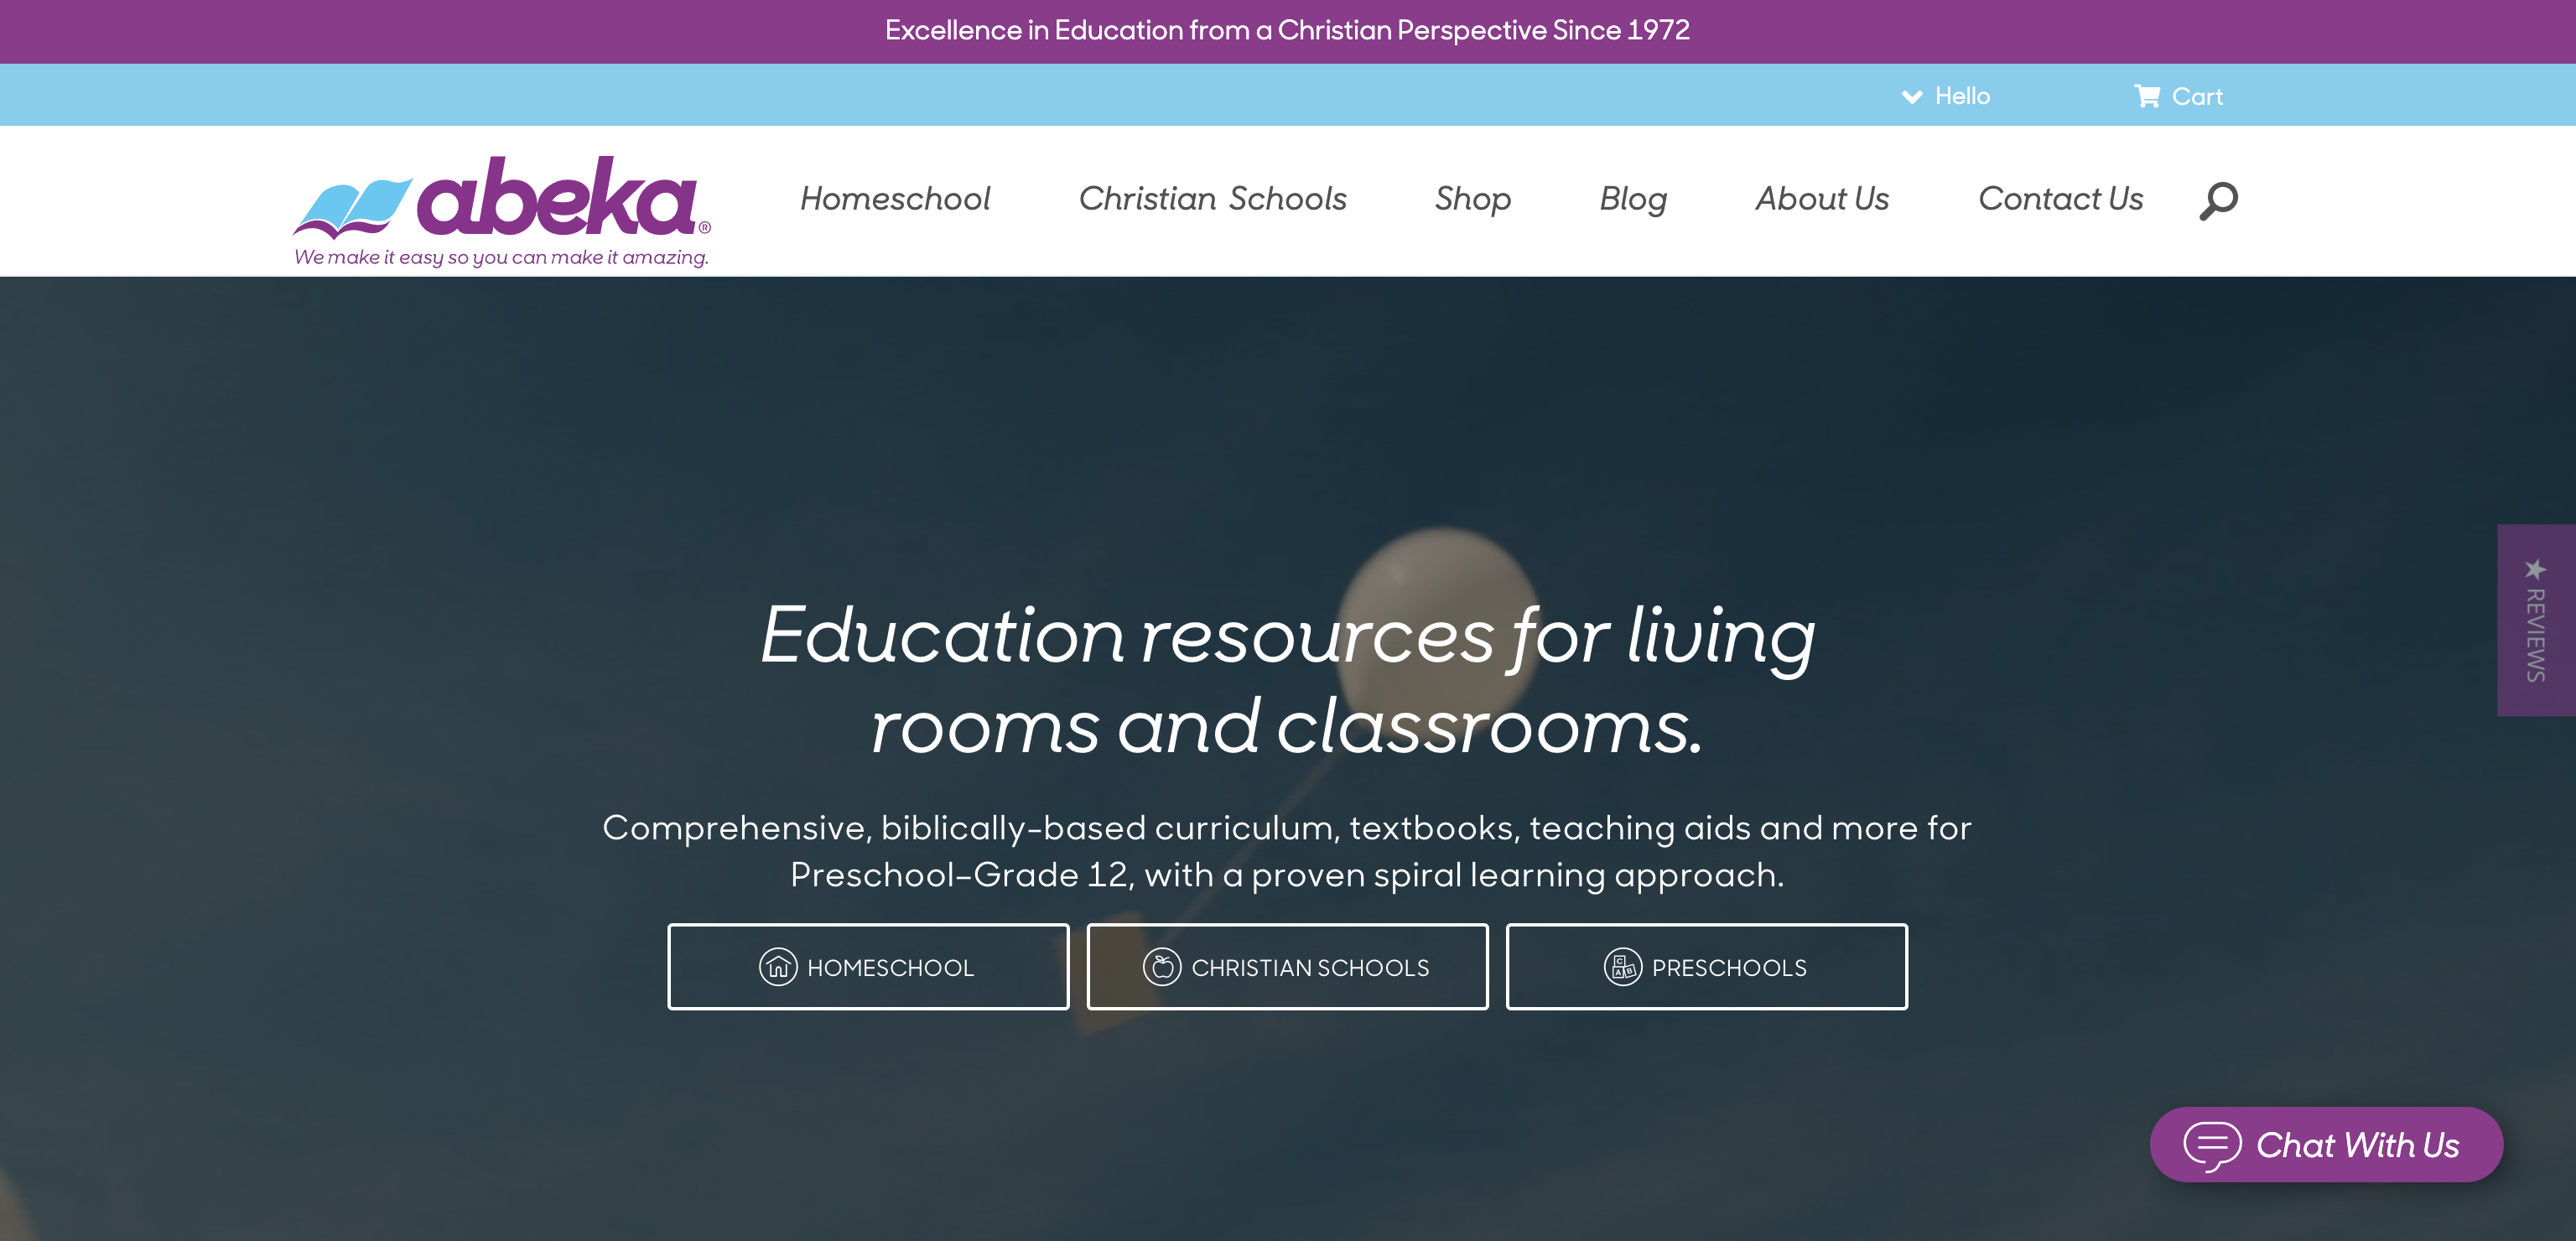 Excellence in Education from a Christian Perspective Since 1972
Hello
Cart
abeka®
We make it easy so you can make it amazing.
Homeschool
Christian Schools
Shop
Blog
About Us
Contact Us
Education resources for living
rooms and classrooms.
★ REVIEWS
Comprehensive, biblically-based curriculum, textbooks, teaching aids and more for
Preschool–Grade 12, with a proven spiral learning approach.
HOMESCHOOL
C A B
CHRISTIAN SCHOOLS
PRESCHOOLS
Chat With Us